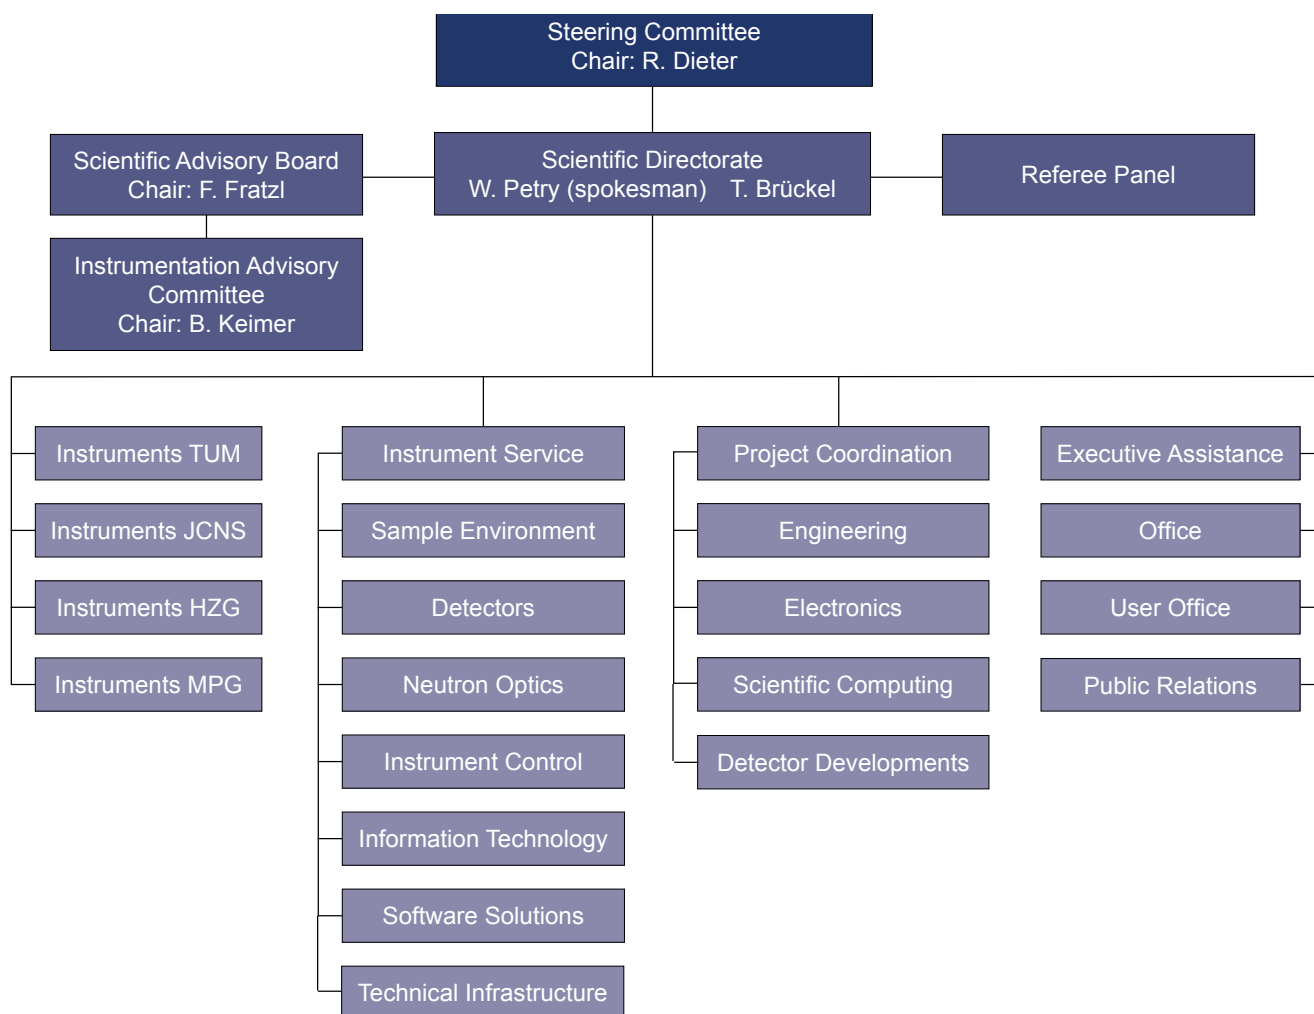 Steering Committee
Chair: R. Dieter
Scientific Advisory Board
Chair: F. Fratzl
Scientific Directorate
W. Petry (spokesman) T. Brückel
Referee Panel
Instrumentation Advisory
Committee
Chair: B. Keimer
Instruments TUM
Instruments JCNS
Instruments HZG
Instruments MPG
Instrument Service
Sample Environment
Detectors
Neutron Optics
Instrument Control
Information Technology
Software Solutions
Technical Infrastructure
Project Coordination
Engineering
Electronics
Scientific Computing
Detector Developments
Executive Assistance
Office
User Office
Public Relations